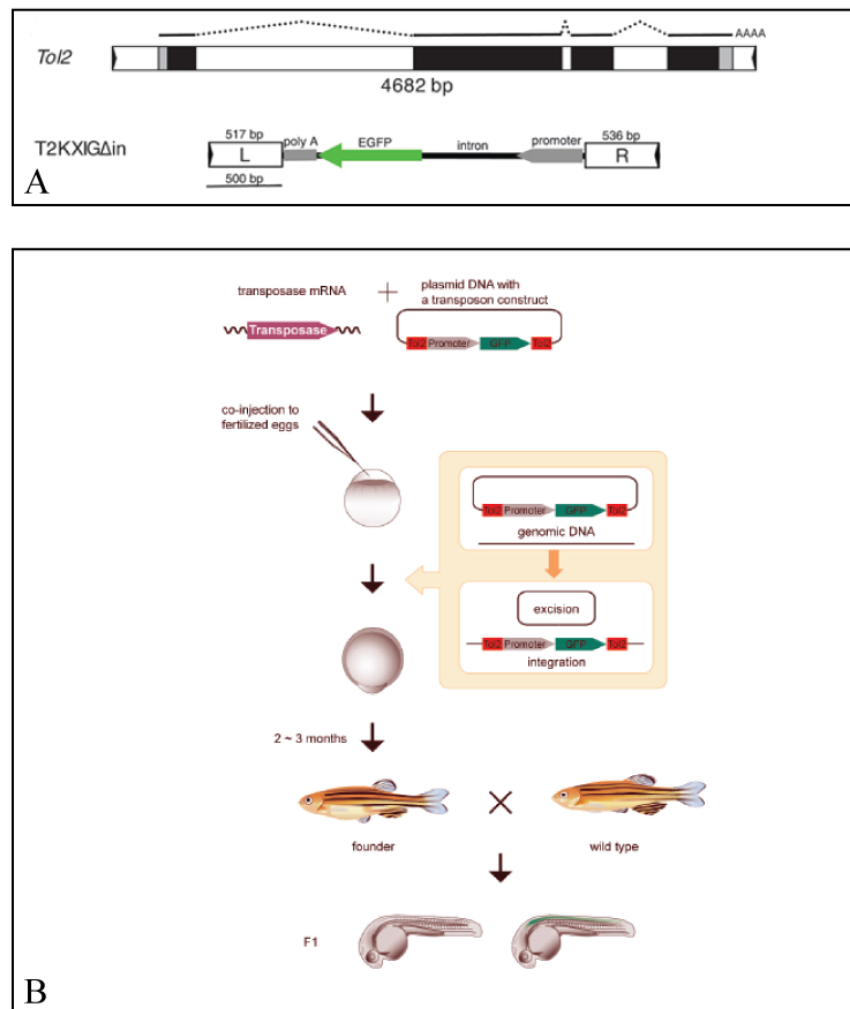 AAAA
Tol2
4682 bp
517 bp
poly A
EGFP
intron
promoter
536 bp
T2KXIGΔin
L
R
500 bp
A
transposase mRNA
+
plasmid DNA with
a transposon construct
Transposase
Tol2 Promoter GFP Tol2
co-injection to
fertilized eggs
Tol2 Promoter GFP Tol2
genomic DNA
excision
Tol2 Promoter GFP Tol2
integration
2 ~ 3 months
founder
wild type
F1
B